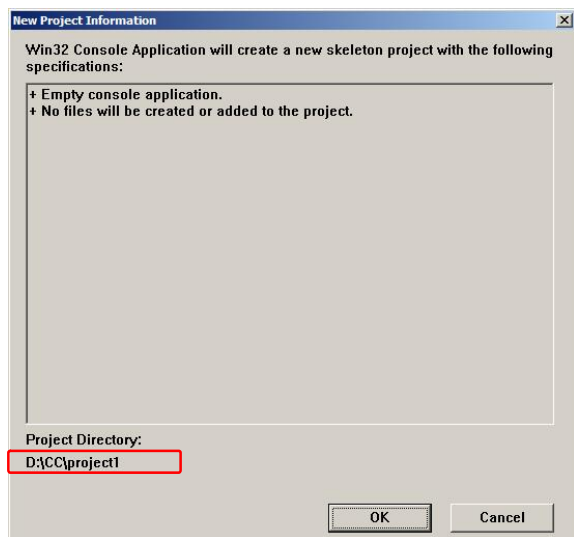 New Project Information
Win32 Console Application will create a new skeleton project with the following
specifications:
+ Empty console application.
+ No files will be created or added to the project.
Project Directory:
D:\CC\project1
OK Cancel